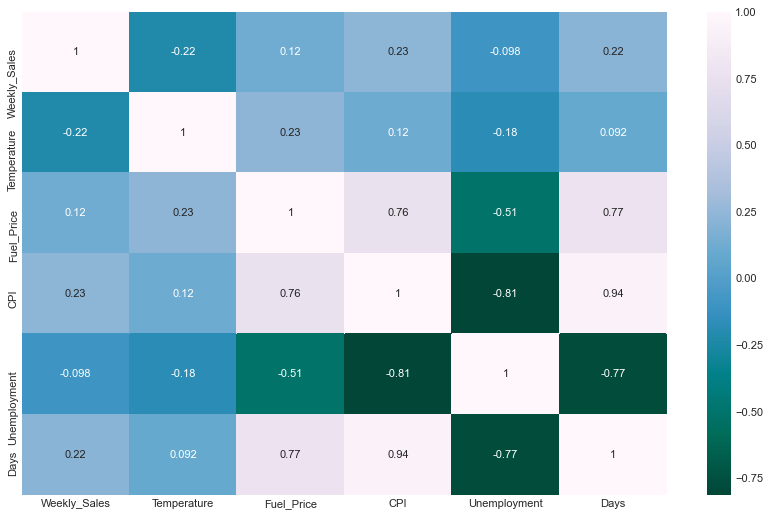 Weekly_Sales 1 -0.22 0.12 0.23 -0.098 0.22
Temperature -0.22 1 0.23 0.12 -0.18 0.092
Fuel_Price 0.12 0.23 1 0.76 -0.51 0.77
CPI 0.23 0.12 0.76 1 -0.81 0.94
Unemployment -0.098 -0.18 -0.51 -0.81 1 -0.77
Days 0.22 0.092 0.77 0.94 -0.77 1
Weekly_Sales Temperature Fuel_Price CPI Unemployment Days
1.00
0.75
0.50
0.25
0.00
−0.25
−0.50
−0.75